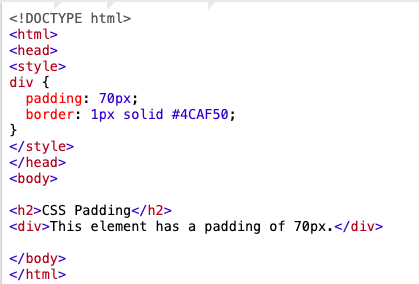 <!DOCTYPE html>
<html>
<head>
<style>
div {
  padding: 70px;
  border: 1px solid #4CAF50;
}
</style>
</head>
<body>

<h2>CSS Padding</h2>
<div>This element has a padding of 70px.</div>

</body>
</html>